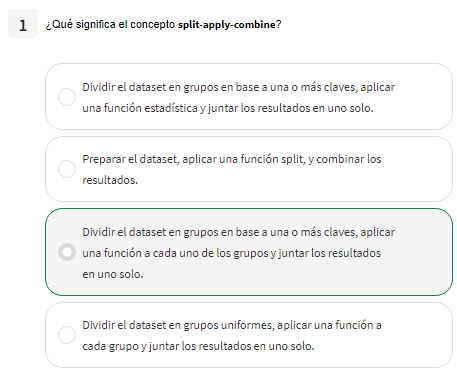 1 ¿Qué significa el concepto split-apply-combine?
Dividir el dataset en grupos en base a una o más claves, aplicar
una función estadística y juntar los resultados en uno solo.
Preparar el dataset, aplicar una función split, y combinar los
resultados.
Dividir el dataset en grupos en base a una o más claves, aplicar
una función a cada uno de los grupos y juntar los resultados
en uno solo.
Dividir el dataset en grupos uniformes, aplicar una función a
cada grupo y juntar los resultados en uno solo.